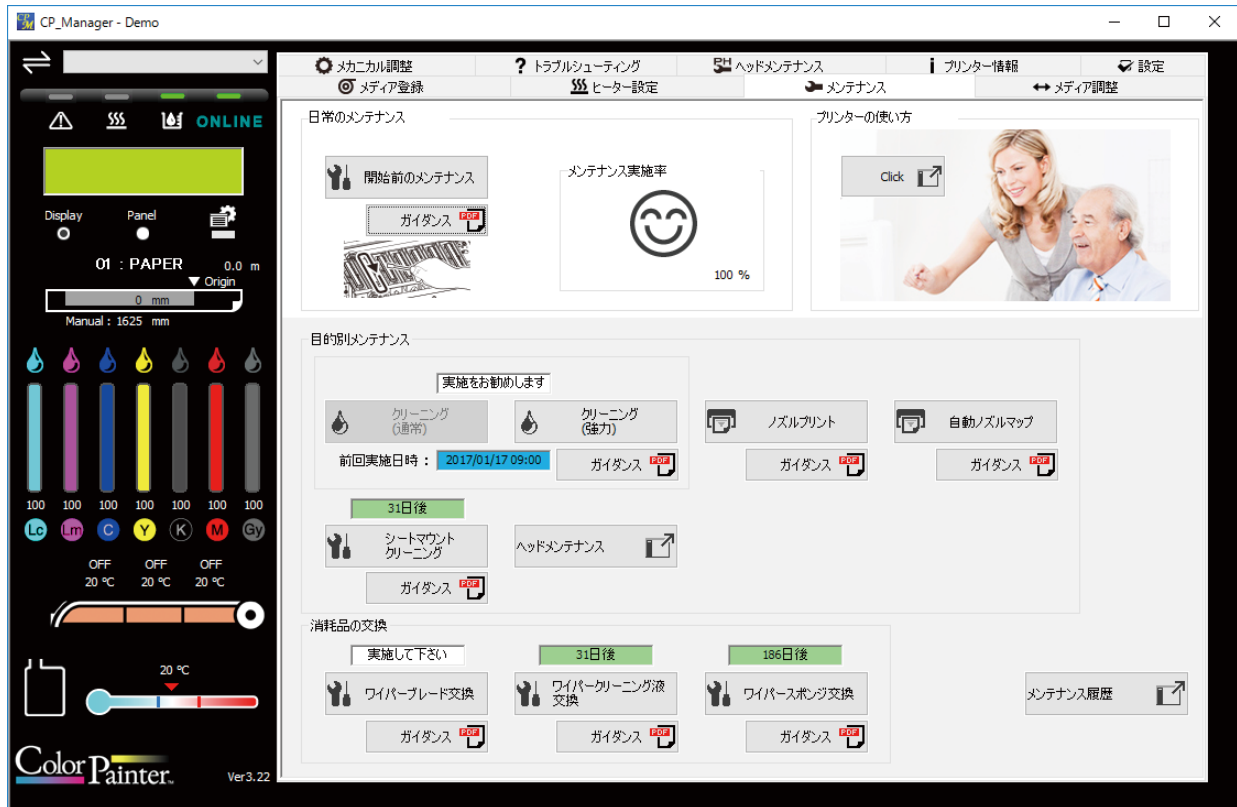 CP_Manager - Demo
メカニカル調整
? トラブルシューティング
PH ヘッドメンテナンス
i プリンター情報
設定
メディア登録
ヒーター設定
メンテナンス
メディア調整
ONLINE
Display
Panel
01 : PAPER
0.0 m
Origin
0 mm
Manual : 1625 mm
100 100 100 100 100 100 100
Lc Lm C Y K M Gy
OFF OFF OFF
20 ℃ 20 ℃ 20 ℃
20 ℃
Color Painter™
Ver3.22
日常のメンテナンス
開始前のメンテナンス
ガイダンス PDF
メンテナンス実施率
100 %
プリンターの使い方
Click
目的別メンテナンス
実施をお勧めします
クリーニング
(通常)
クリーニング
(強力)
ノズルプリント
自動ノズルマップ
前回実施日時： 2017/01/17 09:00
ガイダンス PDF
ガイダンス PDF
ガイダンス PDF
31日後
シートマウント
クリーニング
ヘッドメンテナンス
ガイダンス PDF
消耗品の交換
実施して下さい
31日後
186日後
ワイパーブレード交換
ワイパークリーニング液
交換
ワイパースポンジ交換
メンテナンス履歴
ガイダンス PDF
ガイダンス PDF
ガイダンス PDF